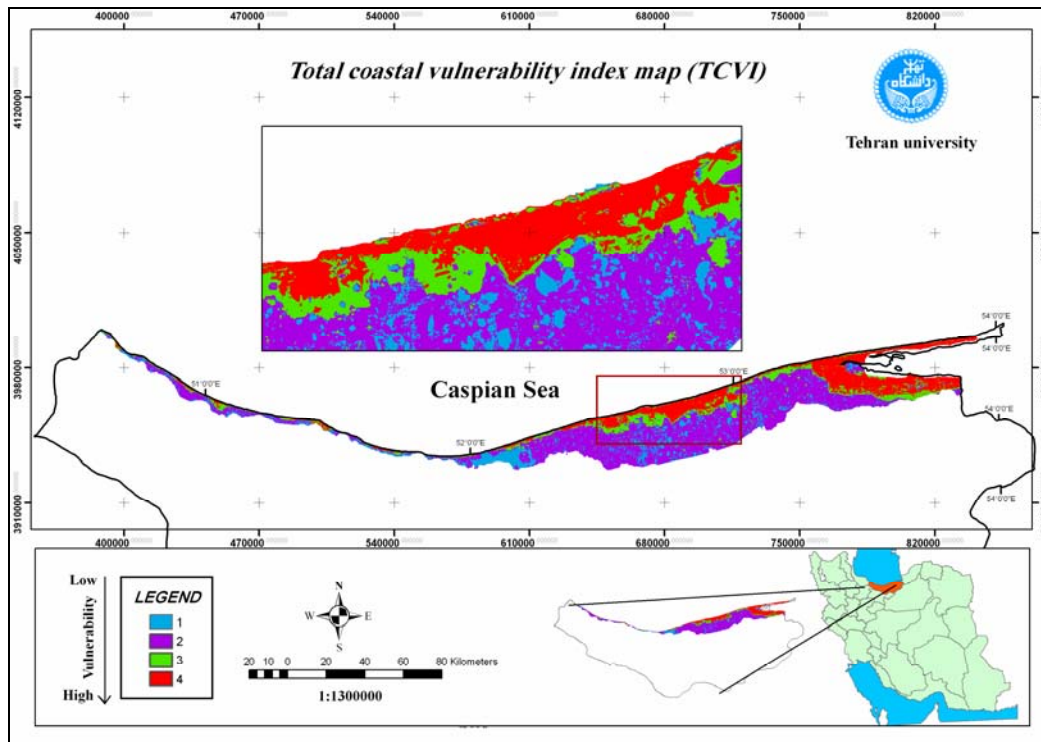 400000 470000 540000 610000 680000 750000 820000
Total coastal vulnerability index map (TCVI)
دانشگاه تهران
Tehran university
4120000
4050000
3980000
3910000
54°0'0"E
54°0'0"E
53°0'0"E
51°0'0"E
Caspian Sea
54°0'0"E
52°0'0"E
54°0'0"E
400000 470000 540000 610000 680000 750000 820000
Low
Vulnerability
High
LEGEND
1
2
3
4
N
W E
S
20 10 0 20 40 60 80 Kilometers
1:1300000